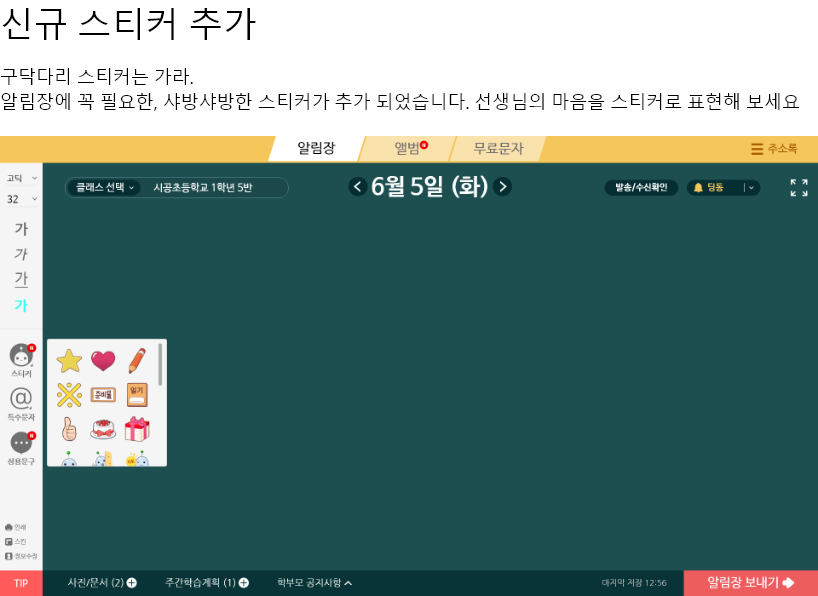 신규 스티커 추가
구닥다리 스티커는 가라.
알림장에 꼭 필요한, 샤방샤방한 스티커가 추가 되었습니다. 선생님의 마음을 스티커로 표현해 보세요
알림장 앨범 N 무료문자 주소록
고딕 클래스 선택 시공초등학교 1학년 5반 6월 5일 (화) 발송/수신확인 딩동
32
가
가
가
가
N
스티커
@
특수문자
N
상용문구
준비물 일기
인쇄
스킨
정보수정
TIP 사진/문서 (2) 주간학습계획 (1) 학부모 공지사항 마지막 저장 12:56 알림장 보내기